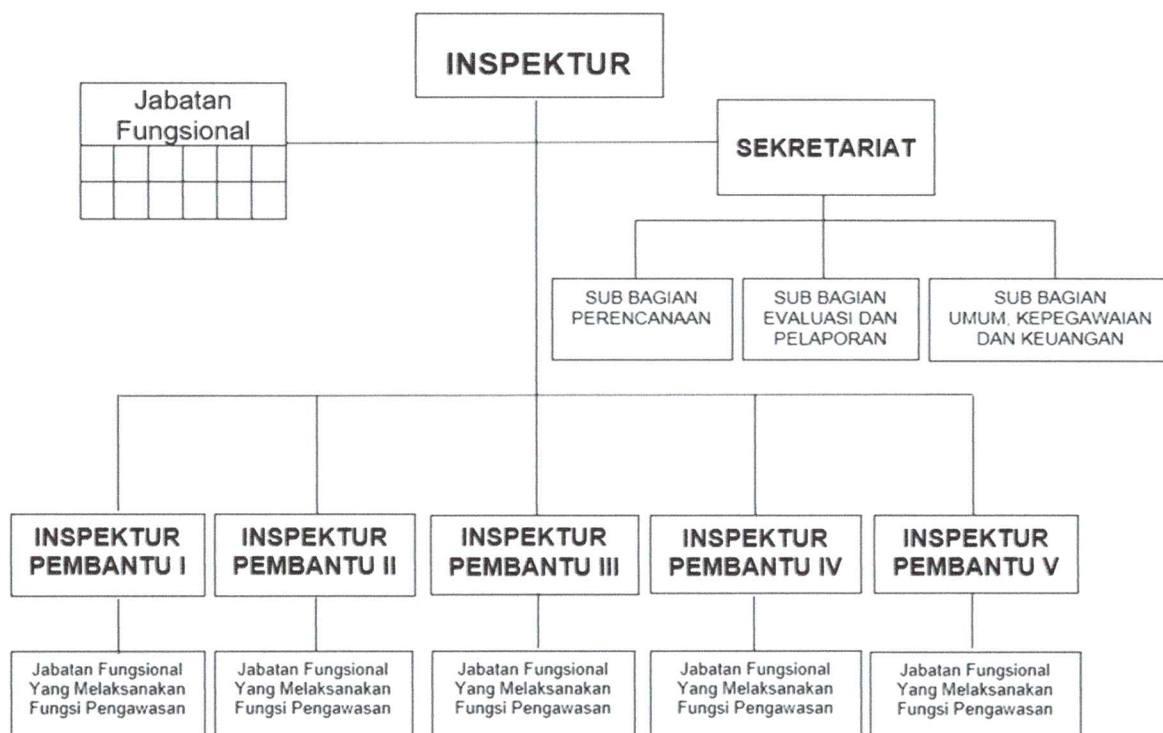 INSPEKTUR
Jabatan
Fungsional
SEKRETARIAT
SUB BAGIAN
PERENCANAAN
SUB BAGIAN
EVALUASI DAN
PELAPORAN
SUB BAGIAN
UMUM, KEPEGAWAIAN
DAN KEUANGAN
INSPEKTUR
PEMBANTU I
INSPEKTUR
PEMBANTU II
INSPEKTUR
PEMBANTU III
INSPEKTUR
PEMBANTU IV
INSPEKTUR
PEMBANTU V
Jabatan Fungsional
Yang Melaksanakan
Fungsi Pengawasan
Jabatan Fungsional
Yang Melaksanakan
Fungsi Pengawasan
Jabatan Fungsional
Yang Melaksanakan
Fungsi Pengawasan
Jabatan Fungsional
Yang Melaksanakan
Fungsi Pengawasan
Jabatan Fungsional
Yang Melaksanakan
Fungsi Pengawasan